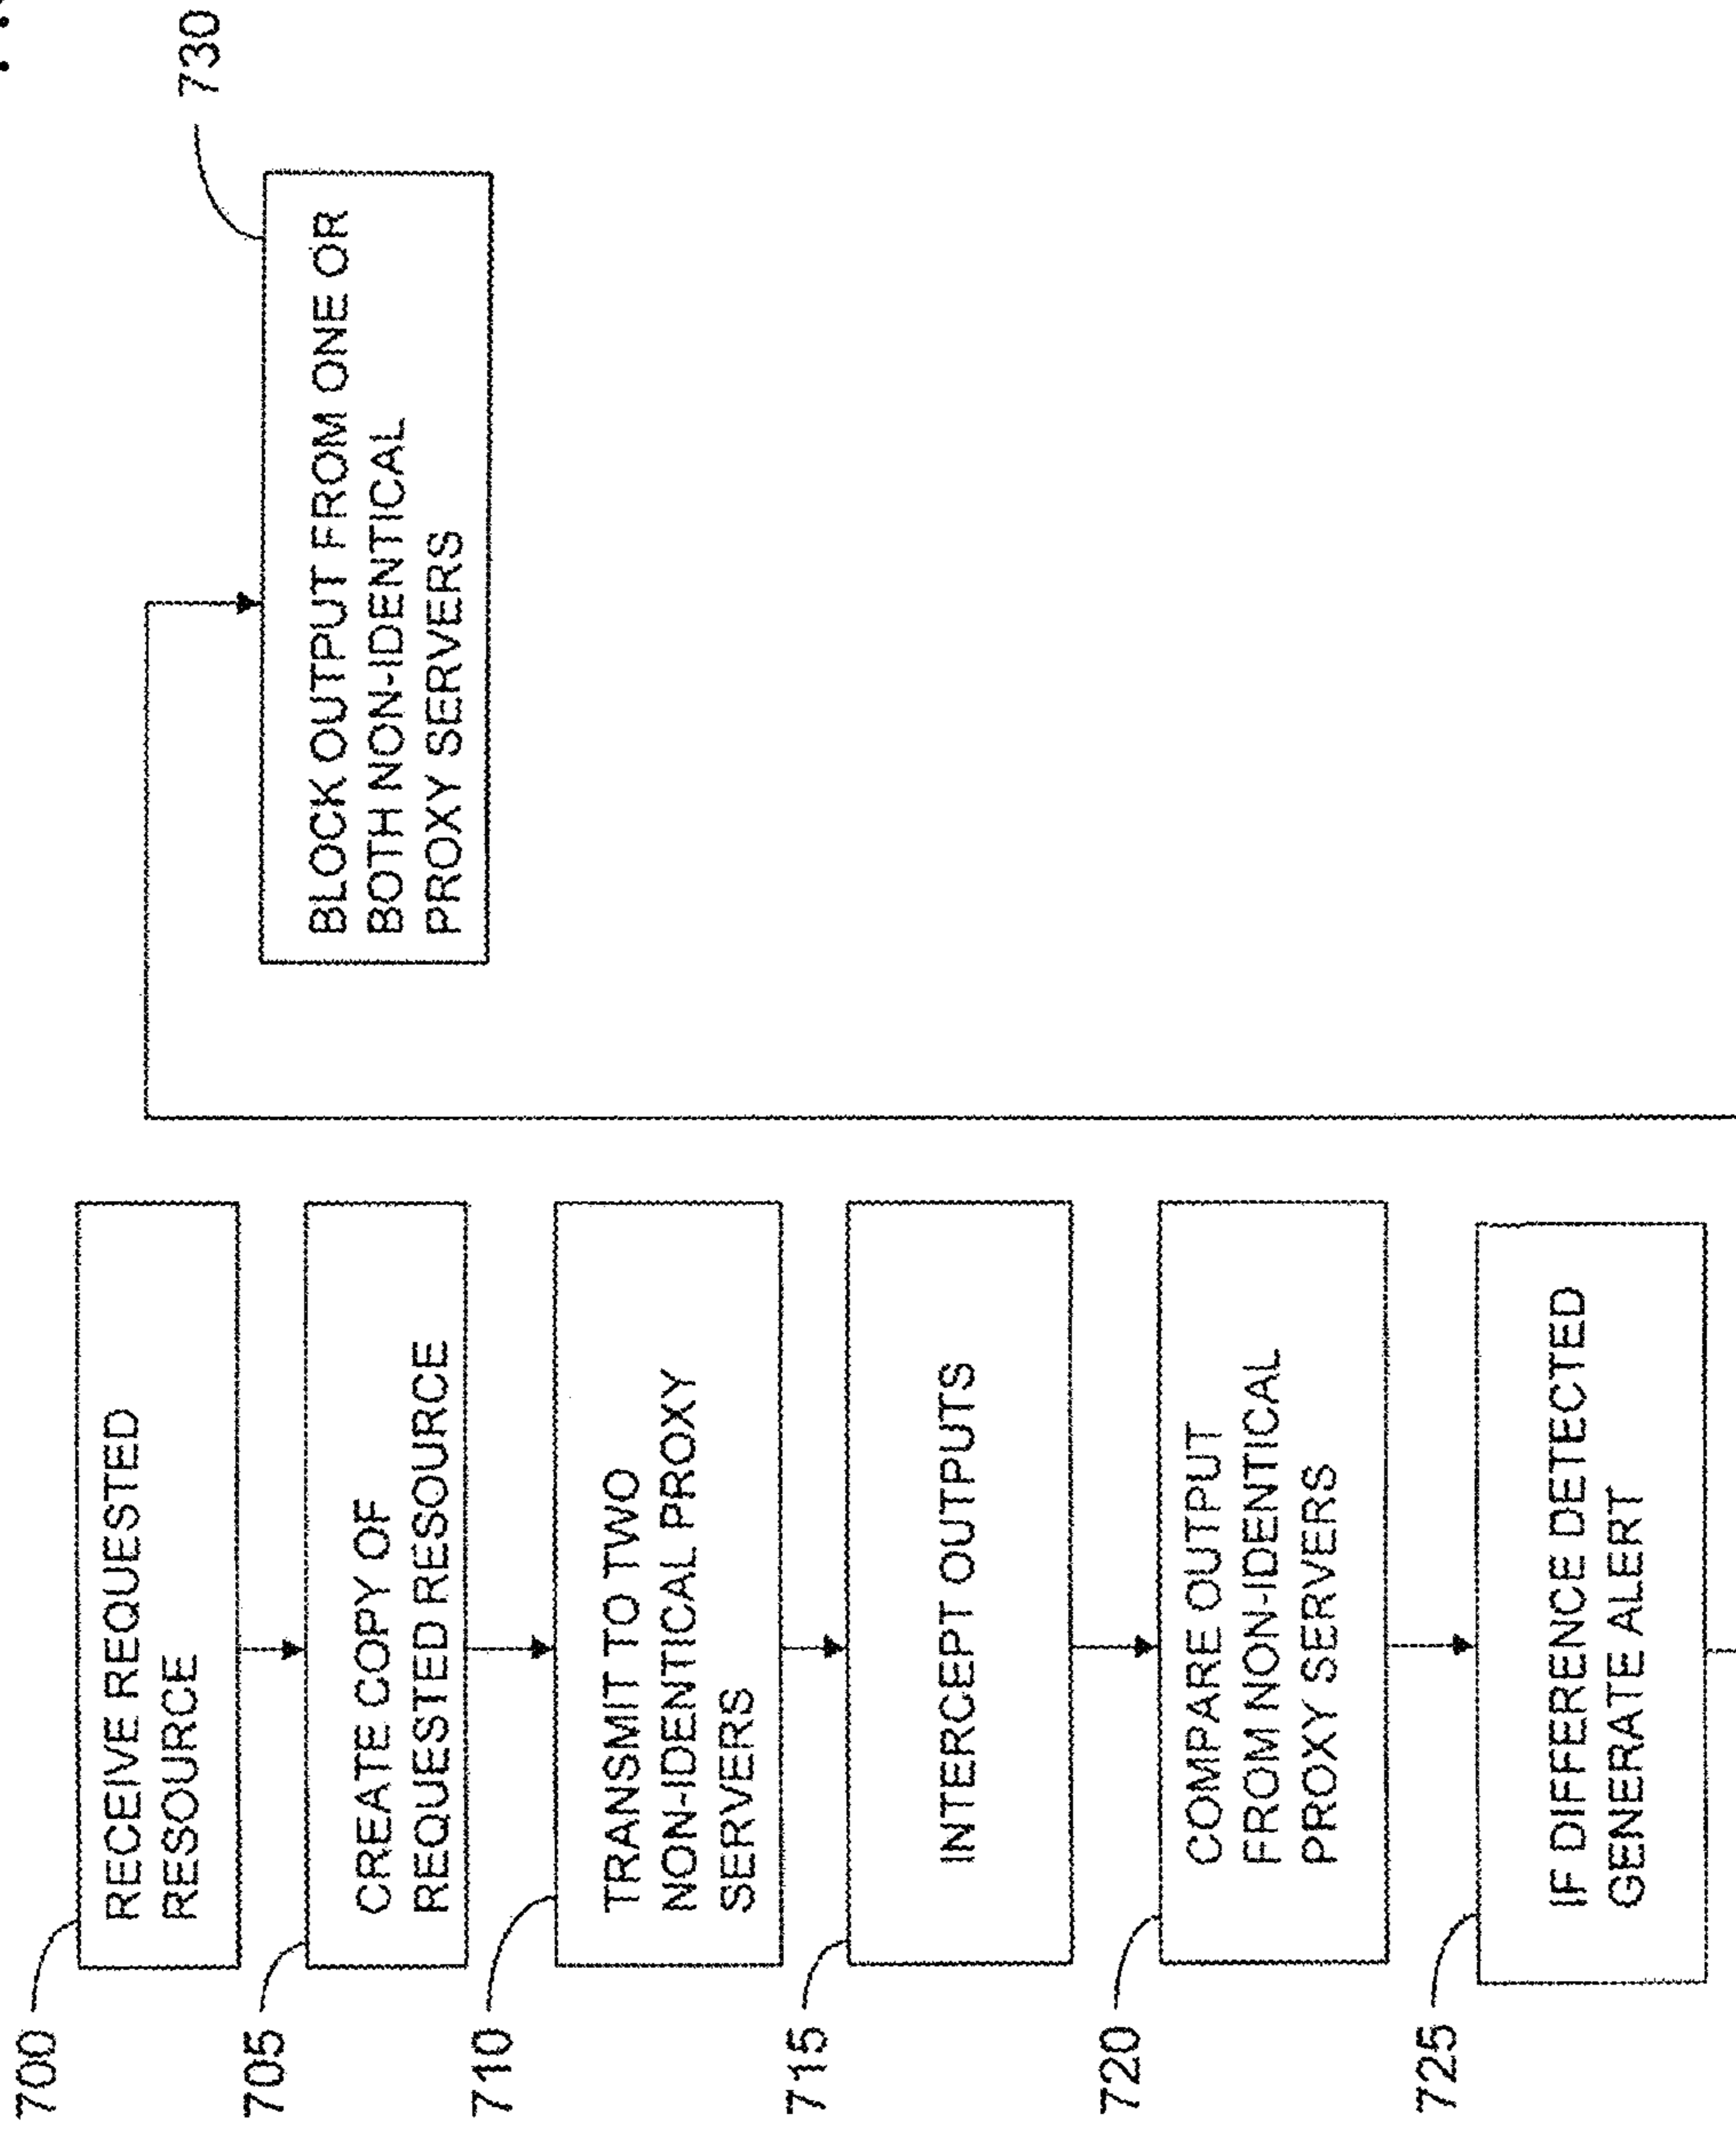 700
RECEIVE REQUESTED
RESOURCE
705
CREATE COPY OF
REQUESTED RESOURCE
710
TRANSMIT TO TWO
NON-IDENTICAL PROXY
SERVERS
715
INTERCEPT OUTPUTS
720
COMPARE OUTPUT
FROM NON-IDENTICAL
PROXY SERVERS
725
IF DIFFERENCE DETECTED
GENERATE ALERT
730
BLOCK OUTPUT FROM ONE OR
BOTH NON-IDENTICAL
PROXY SERVERS